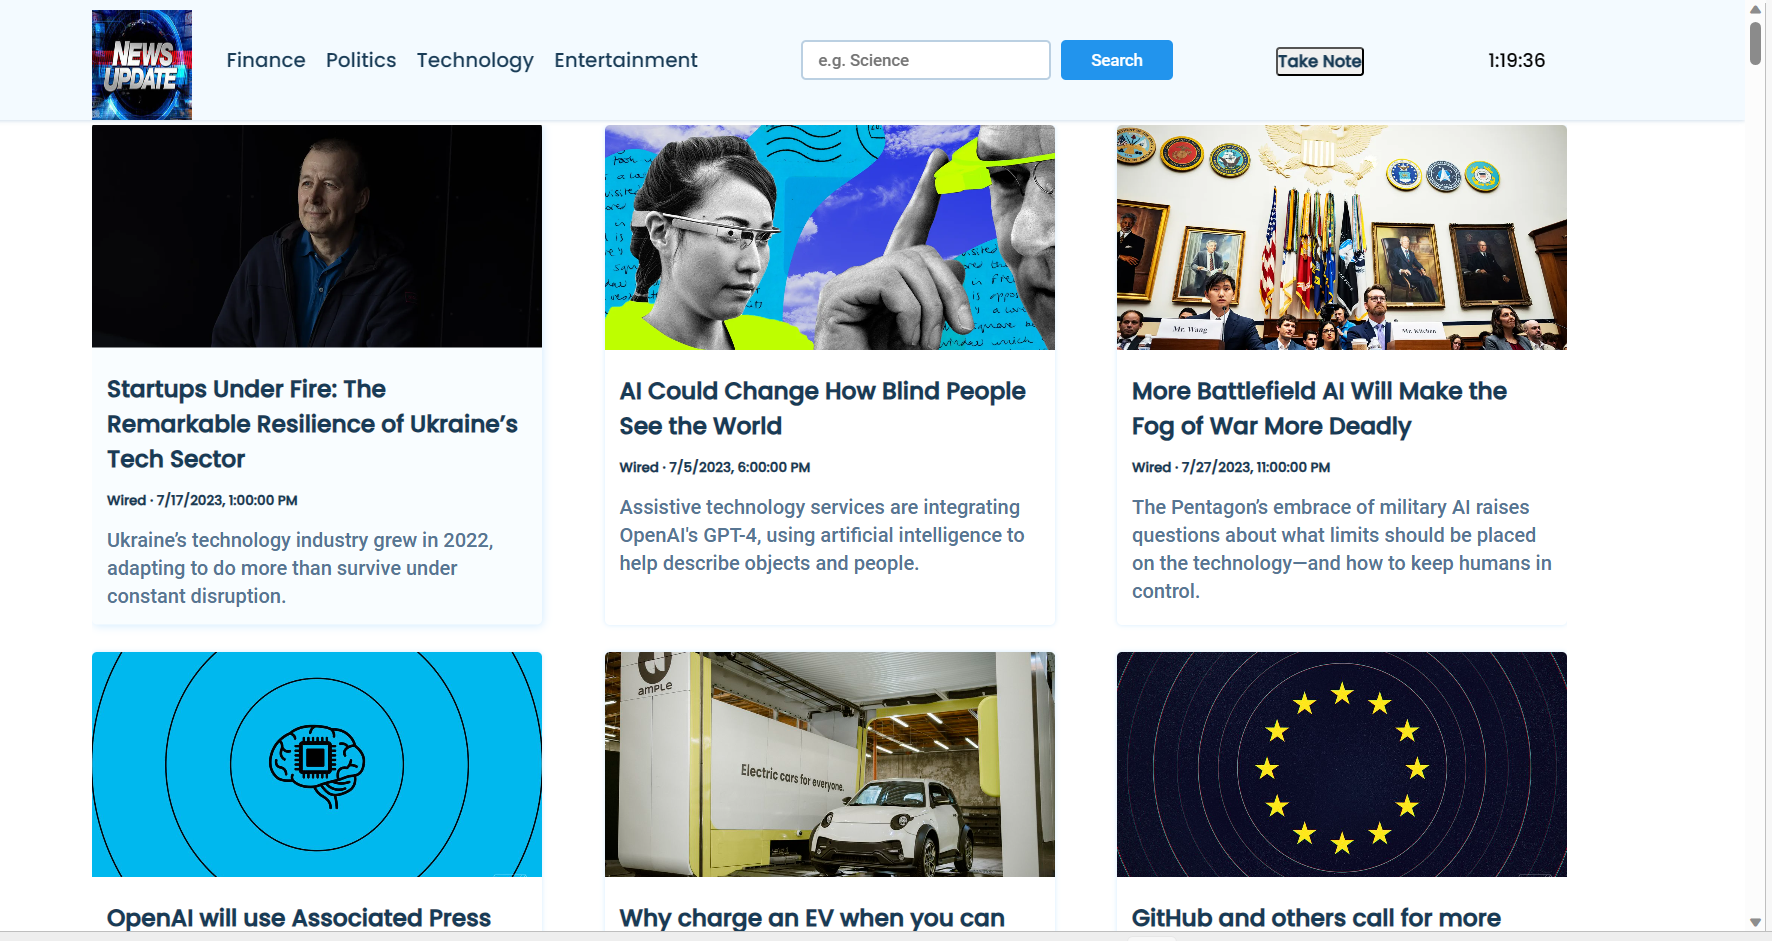 NEWS
UPDATE
Finance
Politics
Technology
Entertainment
e.g. Science
Search
Take Note
1:19:36
Mr. Wang
Mr. Kitchen
Startups Under Fire: The
Remarkable Resilience of Ukraine’s
Tech Sector
Wired · 7/17/2023, 1:00:00 PM
Ukraine’s technology industry grew in 2022,
adapting to do more than survive under
constant disruption.
AI Could Change How Blind People
See the World
Wired · 7/5/2023, 6:00:00 PM
Assistive technology services are integrating
OpenAI's GPT-4, using artificial intelligence to
help describe objects and people.
More Battlefield AI Will Make the
Fog of War More Deadly
Wired · 7/27/2023, 11:00:00 PM
The Pentagon’s embrace of military AI raises
questions about what limits should be placed
on the technology—and how to keep humans in
control.
AMPLE
Electric cars for everyone.
OpenAI will use Associated Press
Why charge an EV when you can
GitHub and others call for more